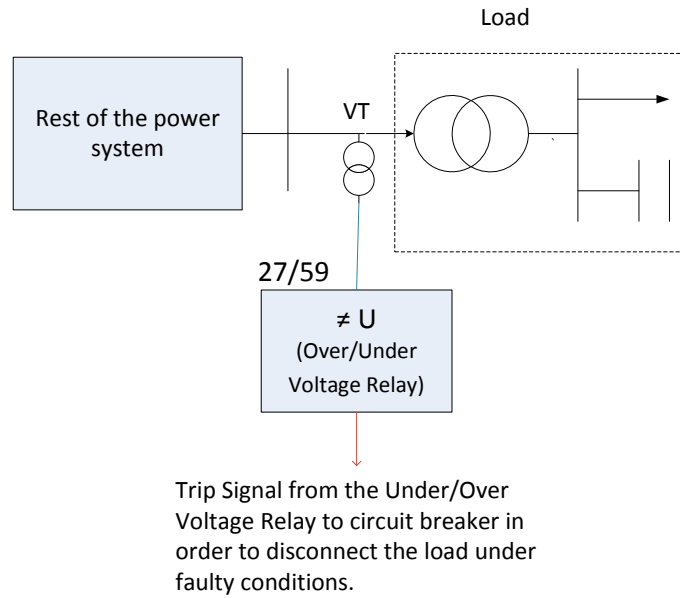 Load
Rest of the power
system
VT
27/59
≠ U
(Over/Under
Voltage Relay)
Trip Signal from the Under/Over
Voltage Relay to circuit breaker in
order to disconnect the load under
faulty conditions.